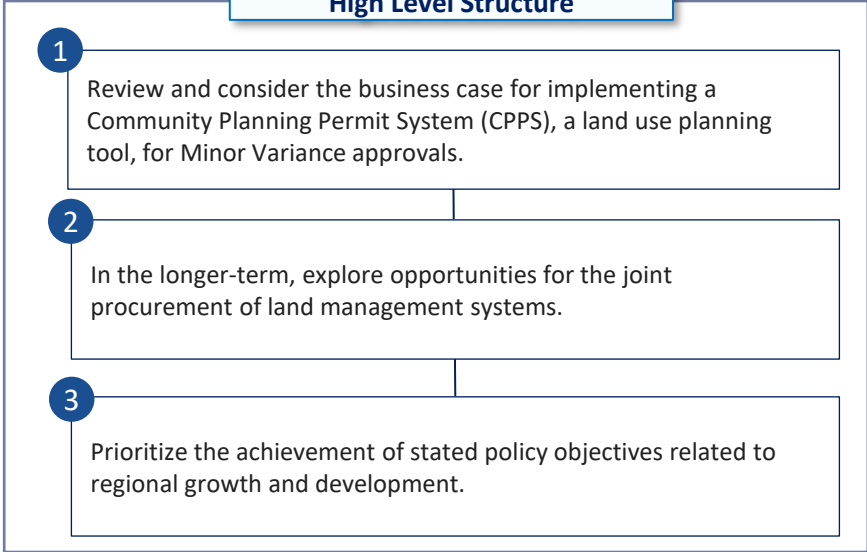 High Level Structure
1
Review and consider the business case for implementing a
Community Planning Permit System (CPPS), a land use planning
tool, for Minor Variance approvals.
2
In the longer-term, explore opportunities for the joint
procurement of land management systems.
3
Prioritize the achievement of stated policy objectives related to
regional growth and development.